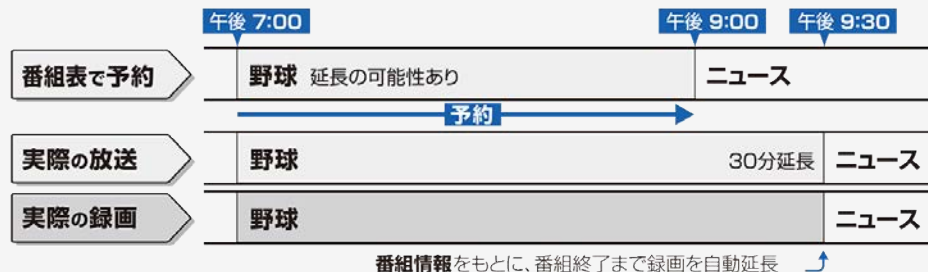 午後 7:00 午後 9:00 午後 9:30
番組表で予約 野球 延長の可能性あり ニュース
予約
実際の放送 野球 30分延長 ニュース
実際の録画 野球 ニュース
番組情報をもとに、番組終了まで録画を自動延長